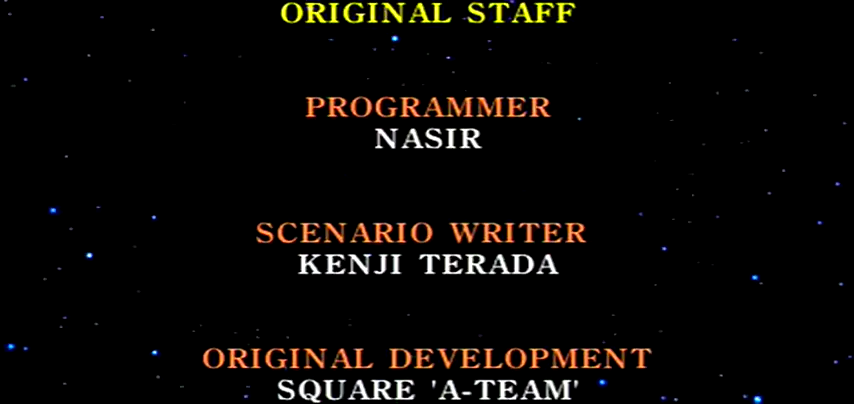 ORIGINAL STAFF
PROGRAMMER
NASIR
SCENARIO WRITER
KENJI TERADA
ORIGINAL DEVELOPMENT
SQUARE 'A-TEAM'